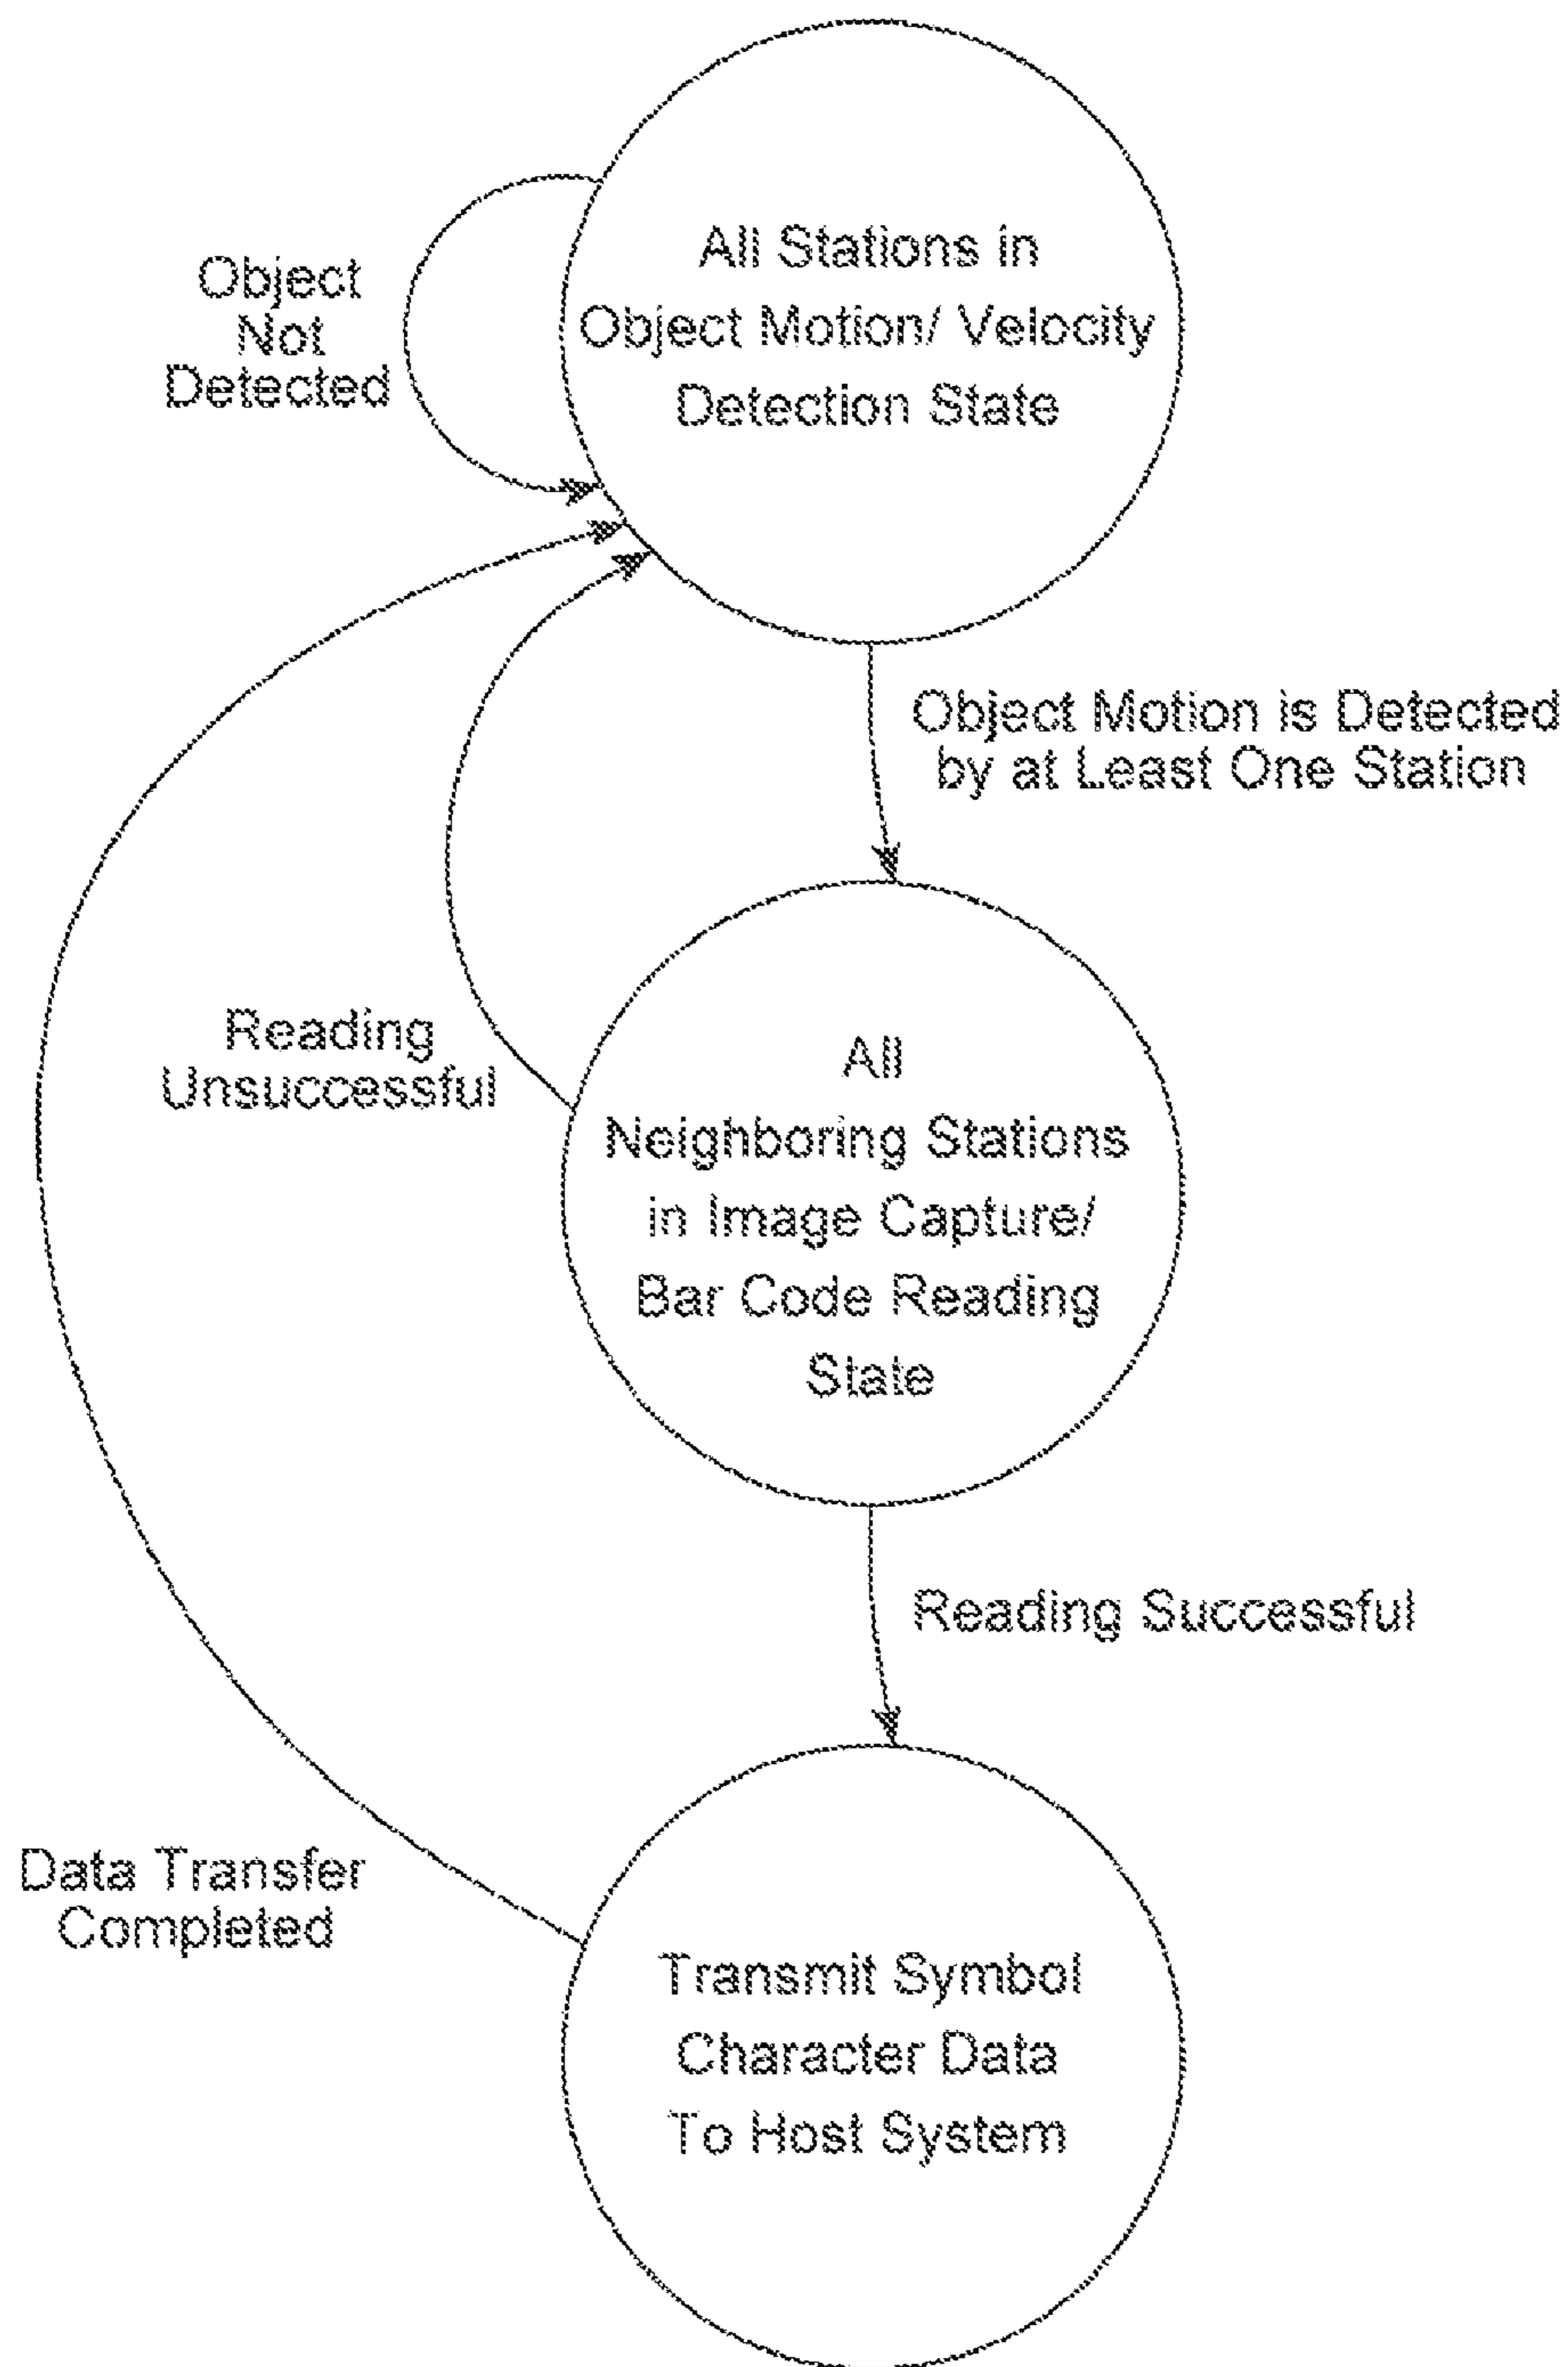 All Stations in
Object Motion/ Velocity
Detection State
Object
Not
Detected
Object Motion is Detected
by at Least One Station
All
Neighboring Stations
in Image Capture/
Bar Code Reading
State
Reading
Unsuccessful
Reading Successful
Transmit Symbol
Character Data
To Host System
Data Transfer
Completed